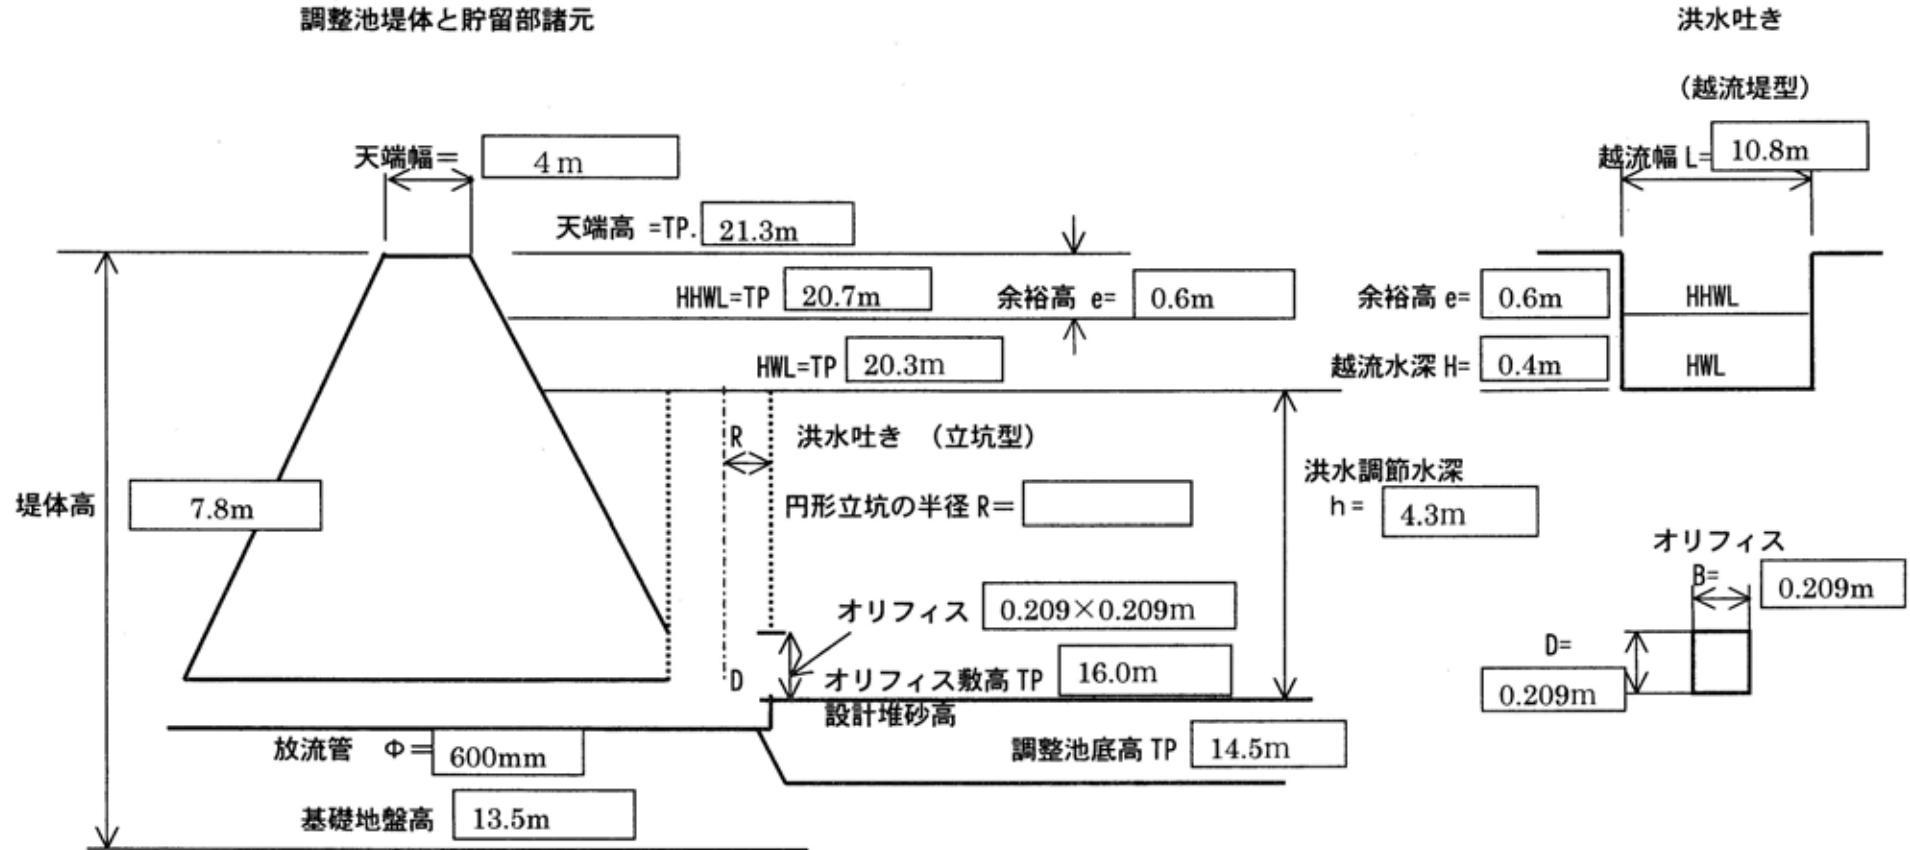 調整池堤体と貯留部諸元
洪水吐き
（越流堤型）
天端幅＝ 4ｍ
越流幅 L= 10.8m
天端高 =TP. 21.3m
HHWL=TP 20.7m 余裕高 e= 0.6m
余裕高 e= 0.6m HHWL
HWL=TP 20.3m
越流水深 H= 0.4m HWL
R 洪水吐き （立坑型）
洪水調節水深
h= 4.3m
堤体高 7.8m
円形立坑の半径 R＝
オリフィス
B= 0.209m
オリフィス 0.209×0.209m
D=
0.209m
D オリフィス敷高 TP 16.0m
設計堆砂高
放流管 Φ＝ 600mm
調整池底高 TP 14.5m
基礎地盤高 13.5m